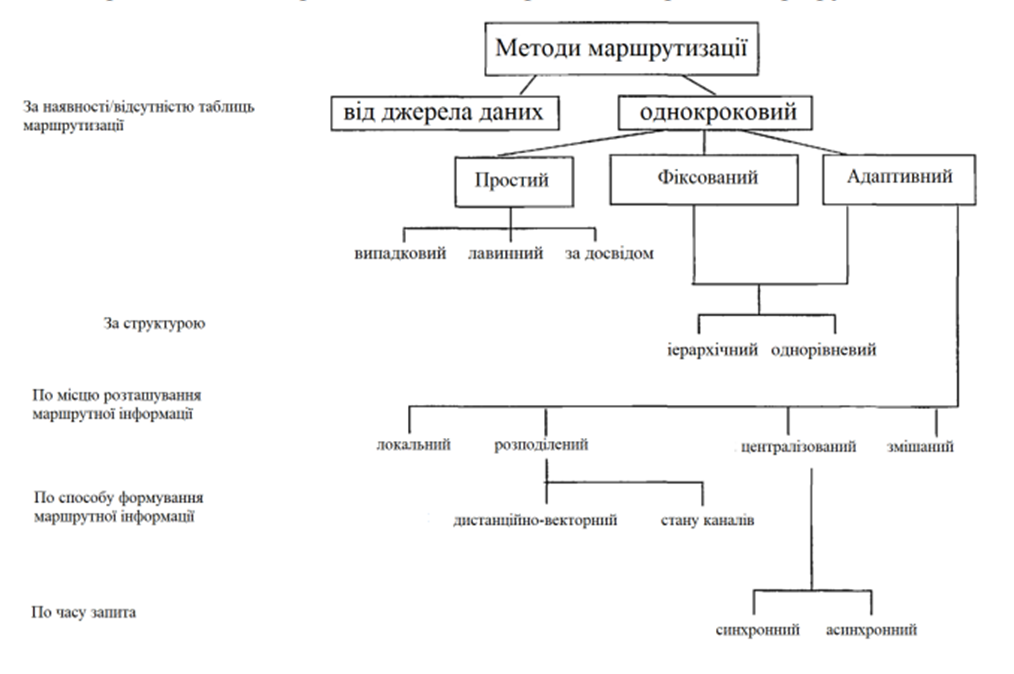 Методи маршрутизації
За наявності/відсутністю таблиць
маршрутизації
від джерела даних
однокроковий
Простий
Фіксований
Адаптивний
випадковий
лавинний
за досвідом
За структурою
ієрархічний
однорівневий
По місцю розташування
маршрутної інформації
локальний
розподілений
централізований
змішаний
По способу формування
маршрутної інформації
дистанційно-векторний
стану каналів
По часу запита
синхронний
асинхронний